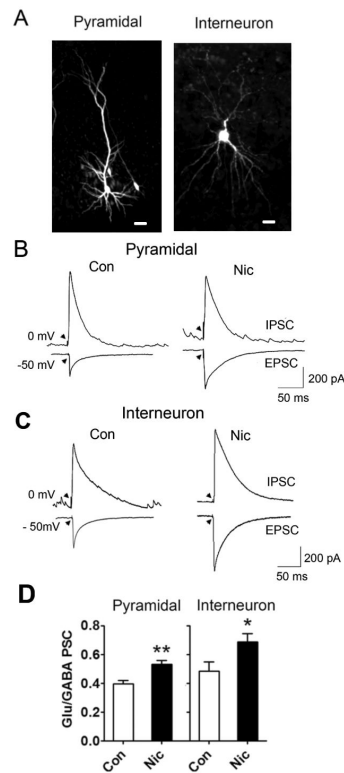 A
Pyramidal Interneuron
B
Pyramidal
Con Nic
0 mV
IPSC
-50 mV
EPSC
200 pA
50 ms
C
Interneuron
Con Nic
0 mV
IPSC
- 50mV
EPSC
200 pA
50 ms
D
Pyramidal Interneuron
Glu/GABA PSC
0.8
0.6
0.4
0.2
0.0
** *
Con Nic Con Nic